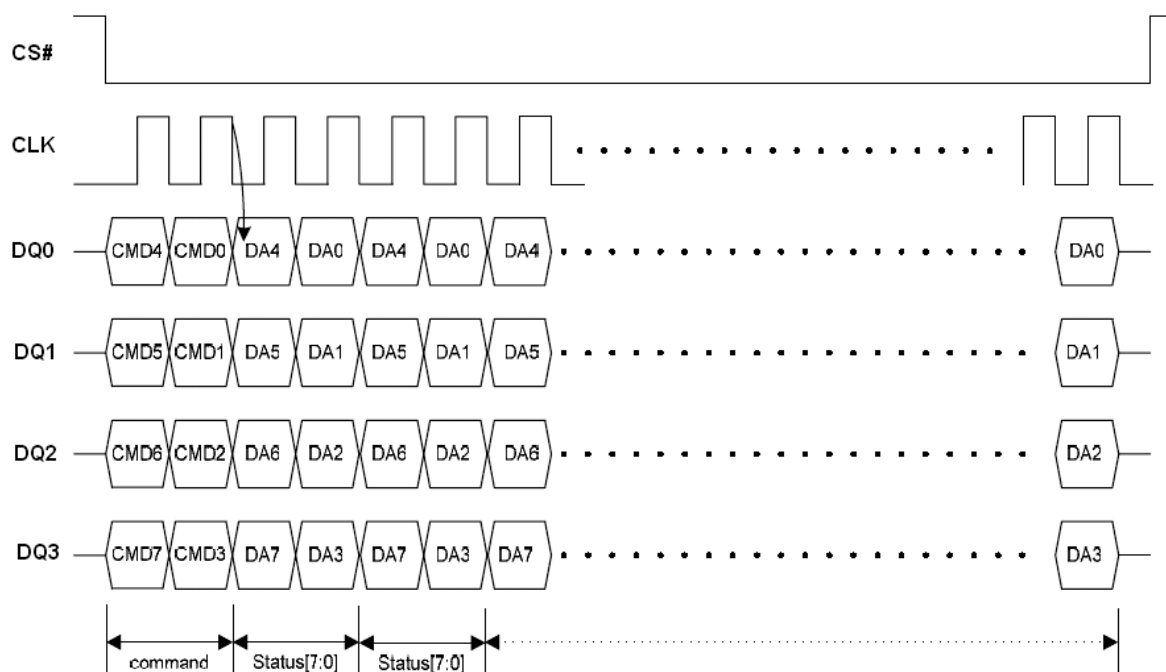 CS#
CLK
DQ0 CMD4 CMD0 DA4 DA0 DA4 DA0 DA4 DA0
DQ1 CMD5 CMD1 DA5 DA1 DA5 DA1 DA5 DA1
DQ2 CMD6 CMD2 DA6 DA2 DA6 DA2 DA6 DA2
DQ3 CMD7 CMD3 DA7 DA3 DA7 DA3 DA7 DA3
command Status[7:0] Status[7:0]